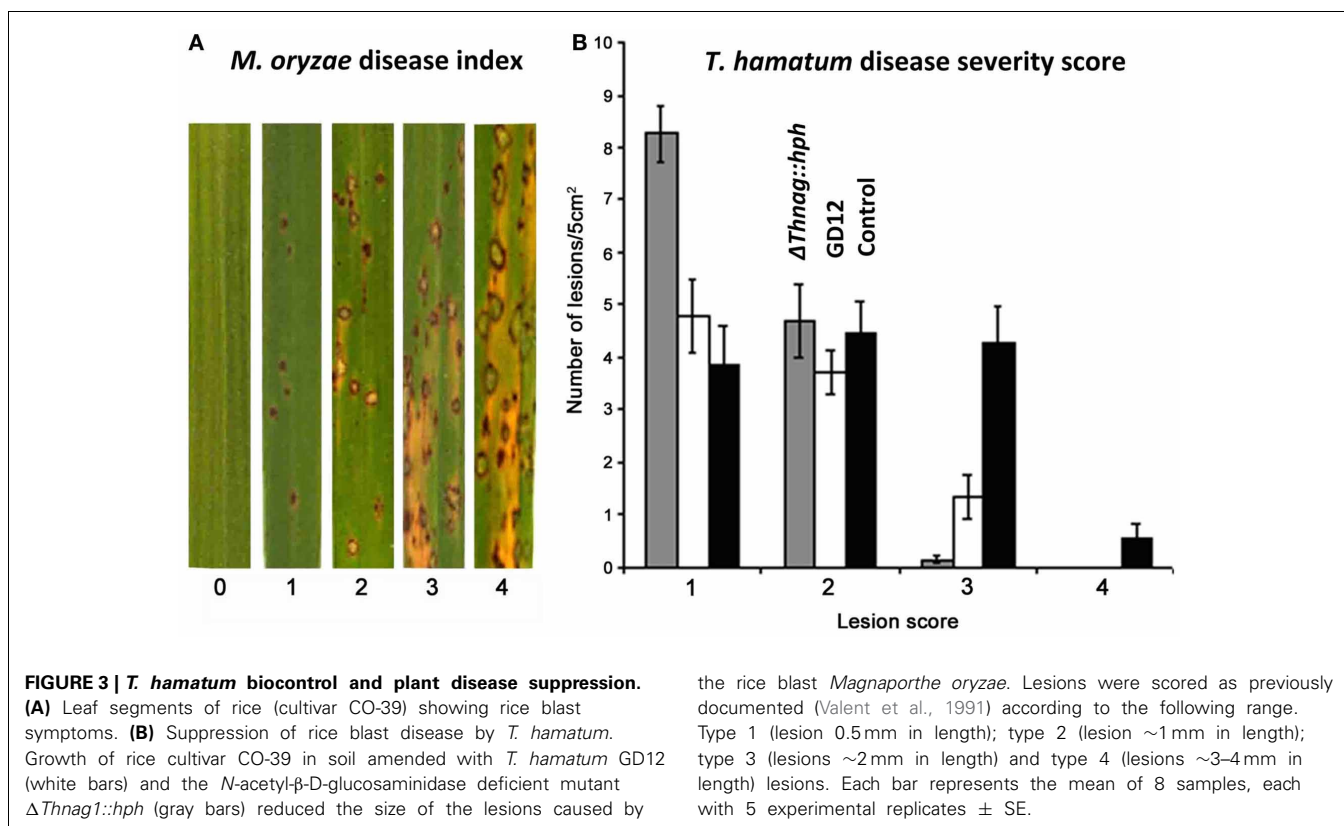 A
M. oryzae disease index
0 1 2 3 4
B
T. hamatum disease severity score
Number of lesions/5cm²
10
9
8
7
6
5
4
3
2
1
0
ΔThnag::hph
GD12
Control
1 2 3 4
Lesion score
FIGURE 3 | T. hamatum biocontrol and plant disease suppression.
(A) Leaf segments of rice (cultivar CO-39) showing rice blast
symptoms. (B) Suppression of rice blast disease by T. hamatum.
Growth of rice cultivar CO-39 in soil amended with T. hamatum GD12
(white bars) and the N-acetyl-β-D-glucosaminidase deficient mutant
ΔThnag1::hph (gray bars) reduced the size of the lesions caused by
the rice blast Magnaporthe oryzae. Lesions were scored as previously
documented (Valent et al., 1991) according to the following range.
Type 1 (lesion 0.5 mm in length); type 2 (lesion ∼1 mm in length);
type 3 (lesions ∼2 mm in length) and type 4 (lesions ∼3–4 mm in
length) lesions. Each bar represents the mean of 8 samples, each
with 5 experimental replicates ± SE.